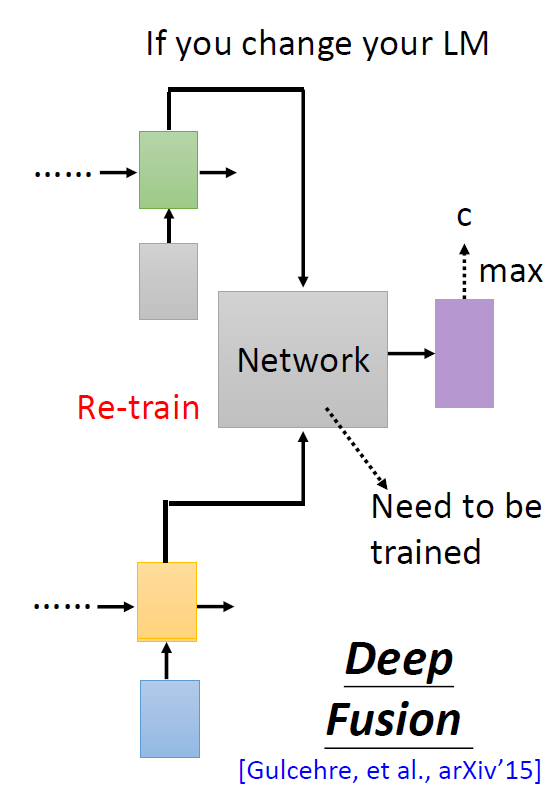 If you change your LM
......
c
max
Network
Re-train
Need to be
trained
......
Deep
Fusion
[Gulcehre, et al., arXiv’15]